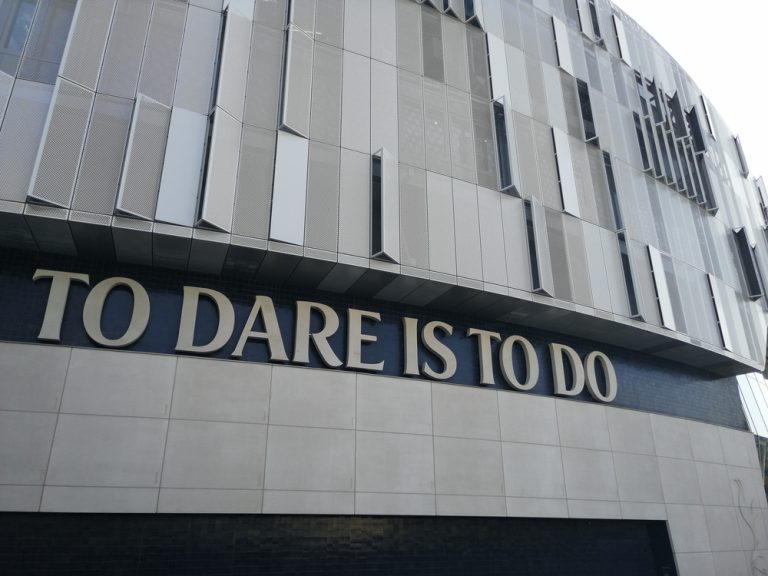 TO DARE IS TO DO